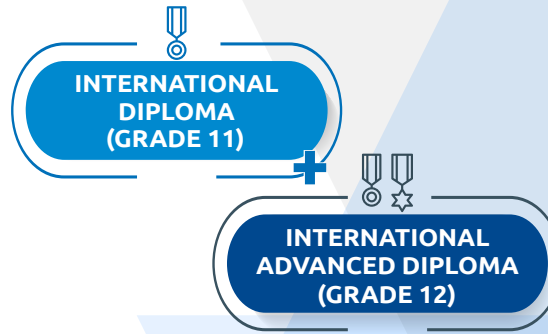 INTERNATIONAL
DIPLOMA
(GRADE 11)
INTERNATIONAL
ADVANCED DIPLOMA
(GRADE 12)